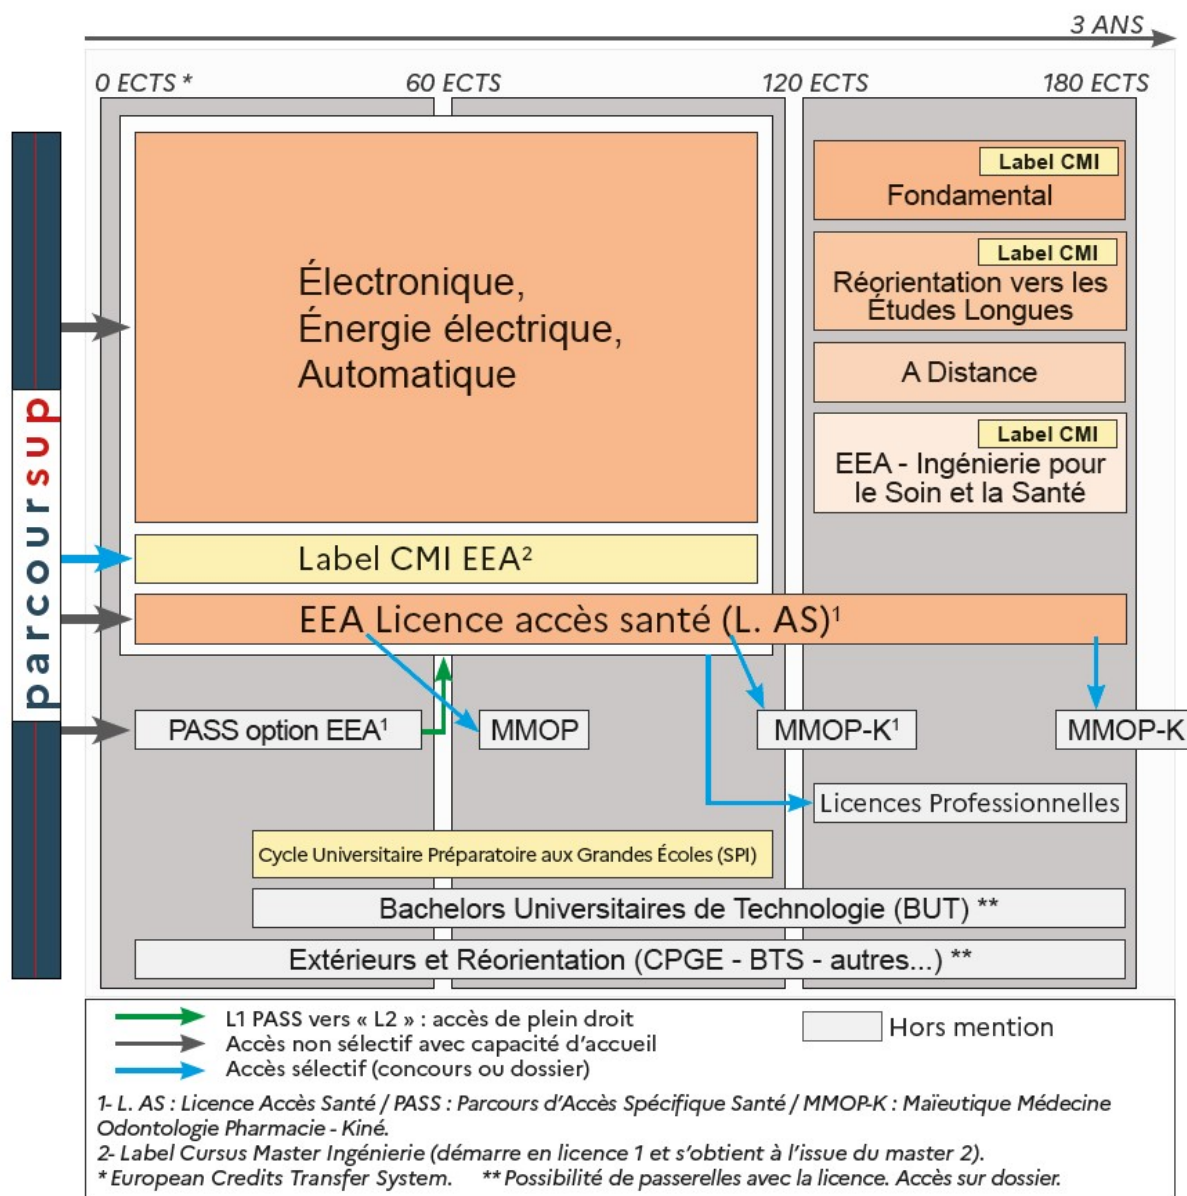 3 ANS
0 ECTS *
60 ECTS
120 ECTS
180 ECTS
parcoursup
Électronique,
Énergie électrique,
Automatique
Label CMI
Fondamental
Label CMI
Réorientation vers les
Études Longues
A Distance
Label CMI
EEA - Ingénierie pour
le Soin et la Santé
Label CMI EEA²
EEA Licence accès santé (L. AS)¹
PASS option EEA¹
MMOP
MMOP-K¹
MMOP-K
Licences Professionnelles
Cycle Universitaire Préparatoire aux Grandes Écoles (SPI)
Bachelors Universitaires de Technologie (BUT) **
Extérieurs et Réorientation (CPGE - BTS - autres...) **
L1 PASS vers « L2 » : accès de plein droit
Accès non sélectif avec capacité d'accueil
Accès sélectif (concours ou dossier)
Hors mention
1- L. AS : Licence Accès Santé / PASS : Parcours d'Accès Spécifique Santé / MMOP-K : Maïeutique Médecine
Odontologie Pharmacie - Kiné.
2- Label Cursus Master Ingénierie (démarre en licence 1 et s'obtient à l'issue du master 2).
* European Credits Transfer System. ** Possibilité de passerelles avec la licence. Accès sur dossier.